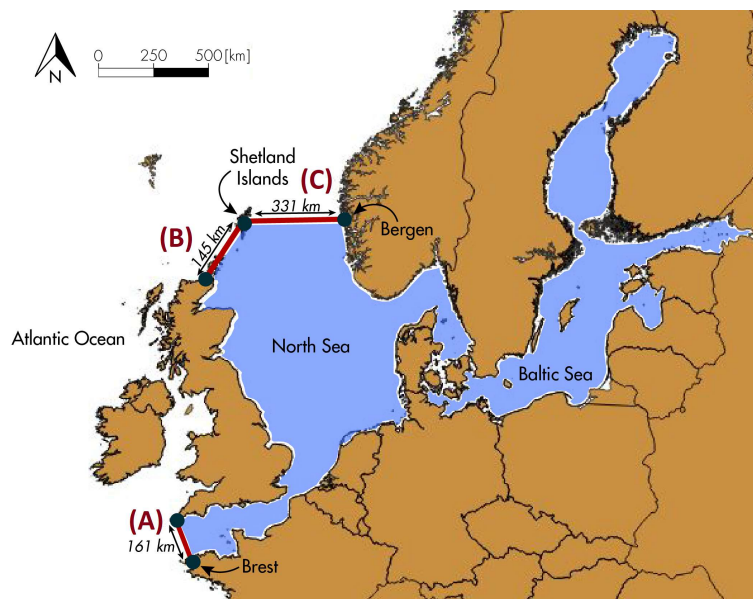 N
0 250 500 [km]
Shetland
Islands
(C)
331 km
(B)
145 km
Bergen
Atlantic Ocean
North Sea
Baltic Sea
(A)
161 km
Brest